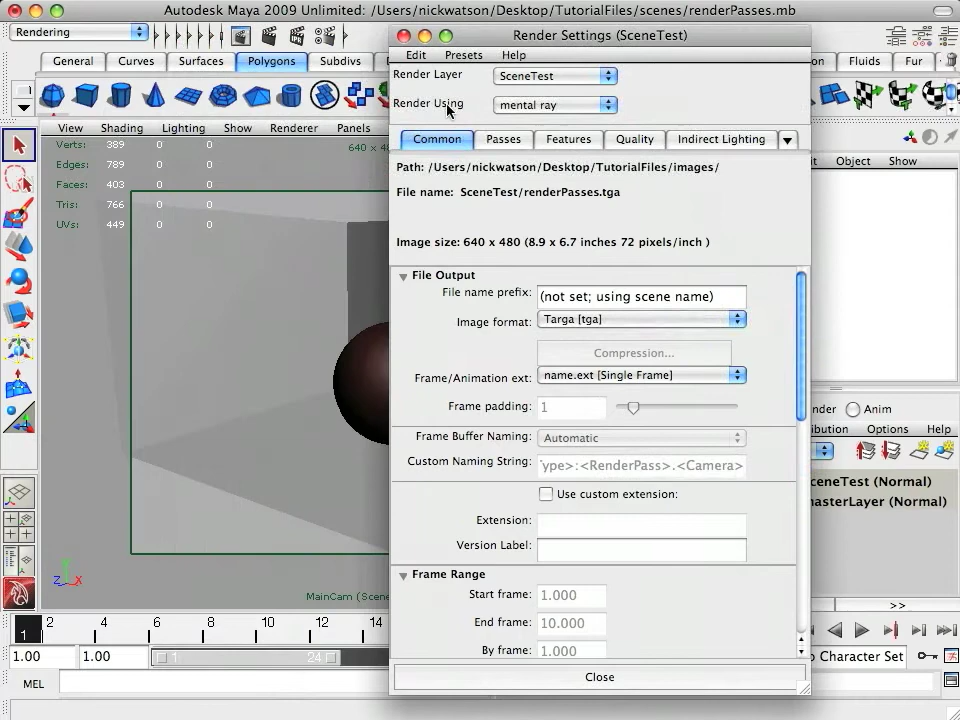 Autodesk Maya 2009 Unlimited: /Users/nickwatson/Desktop/TutorialFiles/scenes/renderPasses.mb
Rendering
General Curves Surfaces Polygons Subdivs
Fluids Fur
View Shading Lighting Show Renderer Panels
Verts: 389 0 0
Edges: 789 0 0
Faces: 403 0 0
Tris: 766 0 0
UVs: 449 0 0
640 x 48
Render Settings (SceneTest)
Edit Presets Help
Render Layer SceneTest
Render Using mental ray
Common Passes Features Quality Indirect Lighting
Path: /Users/nickwatson/Desktop/TutorialFiles/images/
File name: SceneTest/renderPasses.tga
Image size: 640 x 480 (8.9 x 6.7 inches 72 pixels/inch )
File Output
File name prefix: (not set; using scene name)
Image format: Targa [tga]
Compression...
Frame/Animation ext: name.ext [Single Frame]
Frame padding: 1
Frame Buffer Naming: Automatic
Custom Naming String: ype>:<RenderPass>.<Camera>
Use custom extension:
Extension:
Version Label:
Frame Range
Start frame: 1.000
End frame: 10.000
By frame: 1.000
Close
Object Show
nder Anim
ibution Options Help
ceneTest (Normal)
nasterLayer (Normal)
>>
Z X
MainCam (Scene
1 2 4 6 8 10 12 14
1.00 1.00 1 24
o Character Set
MEL